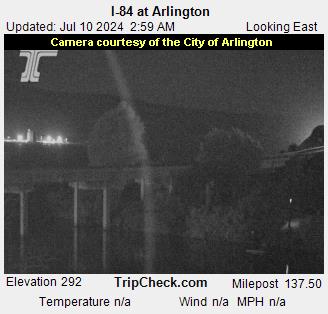 I-84 at Arlington
Updated: Jul 10 2024 2:59 AM Looking East
Camera courtesy of the City of Arlington
Elevation 292 TripCheck.com Milepost 137.50
Temperature n/a Wind n/a MPH n/a